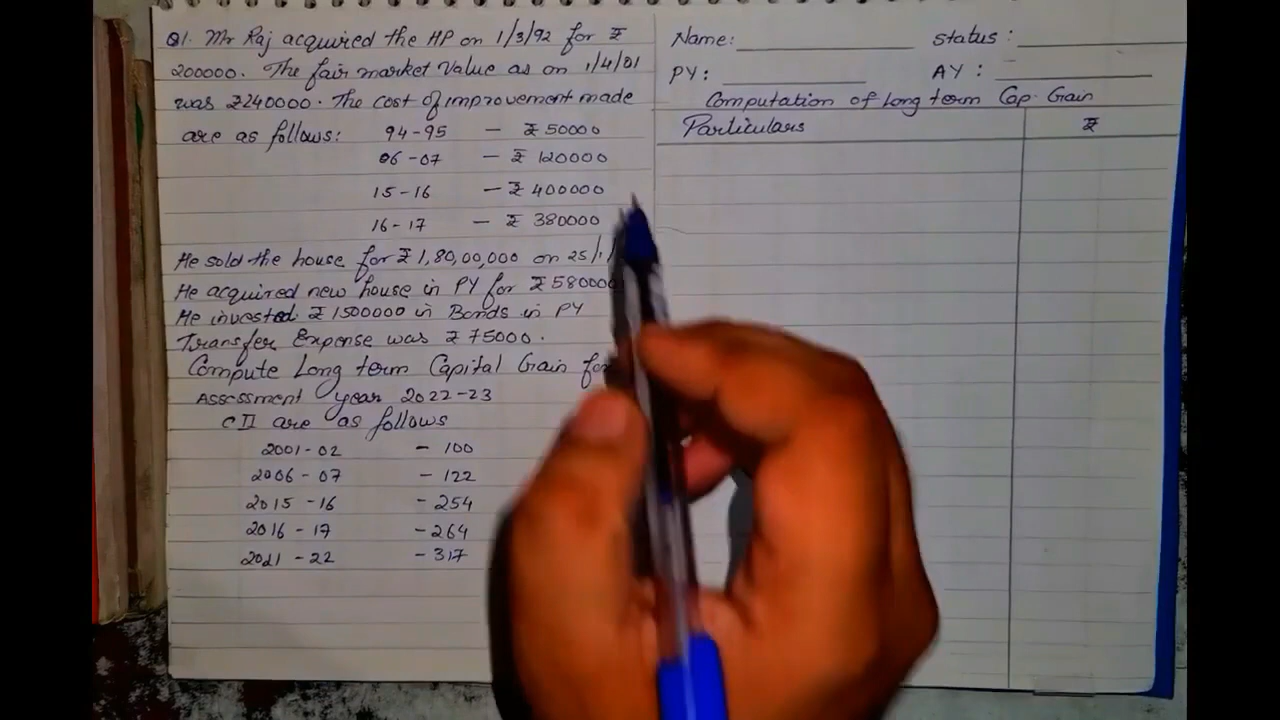 Q1. Mr Raj acquired the HP on 1/3/92 for ₹
200000. The fair market value as on 1/4/01
was ₹240000. The cost of improvement made
are as follows: 94-95 — ₹ 50000
06-07 — ₹ 120000
15-16 — ₹ 400000
16-17 — ₹ 380000
He sold the house for ₹ 1,80,00,000 on 25/1/
He acquired new house in PY for ₹ 580000
He invested ₹ 1500000 in Bonds in PY
Transfer Expense was ₹ 75000.
Compute Long term Capital Gain for
Assessment year 2022-23
CII are as follows
2001-02 - 100
2006-07 - 122
2015-16 - 254
2016-17 - 264
2021-22 - 317
Name: Status:
PY: AY:
Computation of Long term Cap. Gain
Particulars ₹